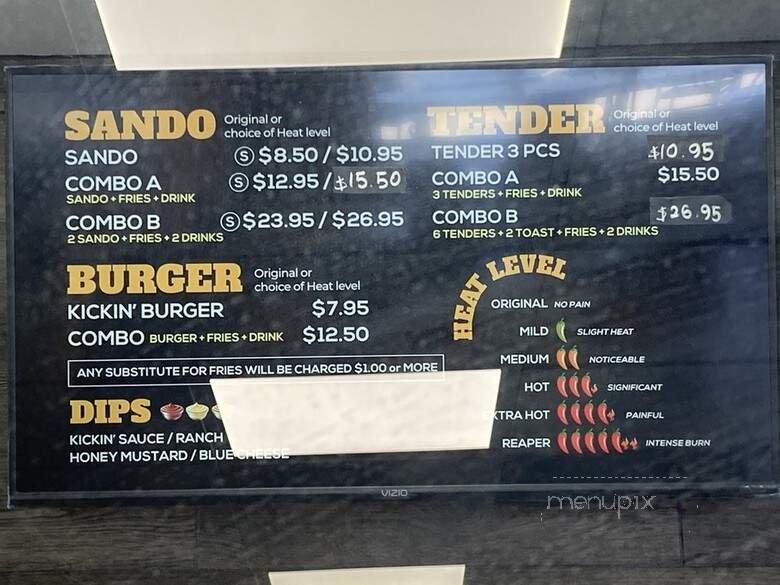 SANDO Original or
choice of Heat level
SANDO Ⓢ $8.50 / $10.95
COMBO A Ⓢ $12.95 / $15.50
SANDO + FRIES + DRINK
COMBO B Ⓢ $23.95 / $26.95
2 SANDO + FRIES + 2 DRINKS
BURGER Original or
choice of Heat level
KICKIN' BURGER $7.95
COMBO BURGER + FRIES + DRINK $12.50
ANY SUBSTITUTE FOR FRIES WILL BE CHARGED $1.00 or MORE
DIPS
KICKIN' SAUCE / RANCH
HONEY MUSTARD / BLUE CHEESE
TENDER Original or
choice of Heat level
TENDER 3 PCS $10.95
COMBO A $15.50
3 TENDERS + FRIES + DRINK
COMBO B $26.95
6 TENDERS + 2 TOAST + FRIES + 2 DRINKS
HEAT LEVEL
ORIGINAL NO PAIN
MILD SLIGHT HEAT
MEDIUM NOTICEABLE
HOT SIGNIFICANT
EXTRA HOT PAINFUL
REAPER INTENSE BURN
VIZIO
menupix